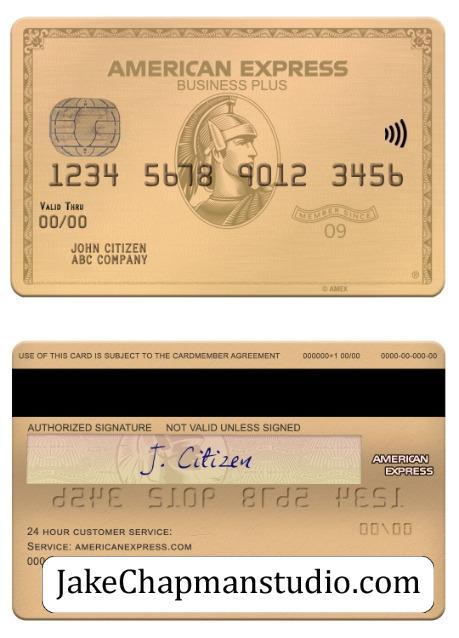 AMERICAN EXPRESS
BUSINESS PLUS
1234 5678 9012 3456
VALID THRU
00/00
MEMBER SINCE
09
JOHN CITIZEN
ABC COMPANY
®
© AMEX
USE OF THIS CARD IS SUBJECT TO THE CARDMEMBER AGREEMENT 000000+1 00/00 0000-00-000-00
AUTHORIZED SIGNATURE NOT VALID UNLESS SIGNED
J. Citizen
AMERICAN
EXPRESS
1234 5678 9012 3456
00/00
24 HOUR CUSTOMER SERVICE:
SERVICE: AMERICANEXPRESS.COM
000
JakeChapmanstudio.com